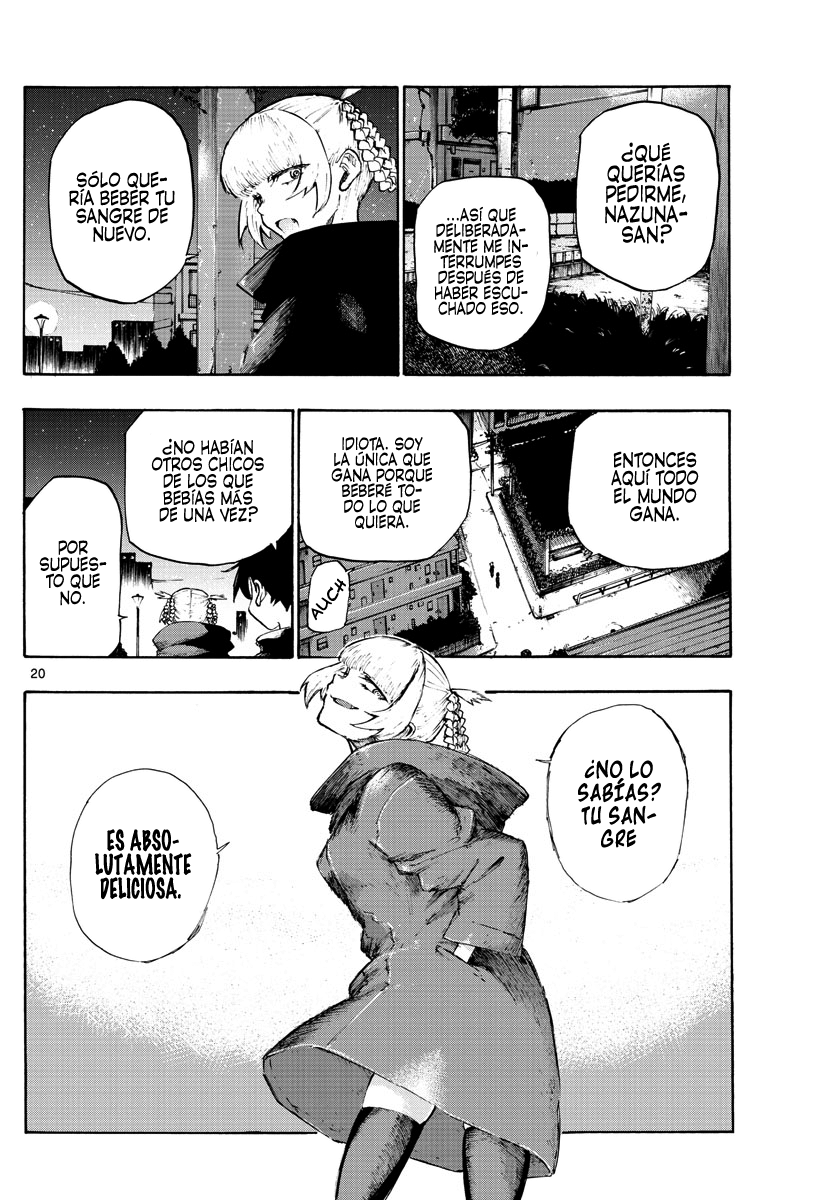 ¿QUÉ
QUERÍAS
PEDIRME,
NAZUNA-
SAN?
...ASÍ QUE
DELIBERADA-
MENTE ME IN-
TERRUMPES
DESPUÉS DE
HABER ESCU-
CHADO ESO.
SÓLO QUE-
RÍA BEBER TU
SANGRE DE
NUEVO.
ENTONCES
AQUÍ TODO
EL MUNDO
GANA.
IDIOTA. SOY
LA ÚNICA QUE
GANA PORQUE
BEBERÉ TO-
DO LO QUE
QUIERA.
AUCH
¿NO HABÍAN
OTROS CHICOS
DE LOS QUE
BEBÍAS MÁS
DE UNA VEZ?
POR
SUPUES-
TO QUE
NO.
20
¿NO LO
SABÍAS?
TU SAN-
GRE
ES ABSO-
LUTAMENTE
DELICIOSA.